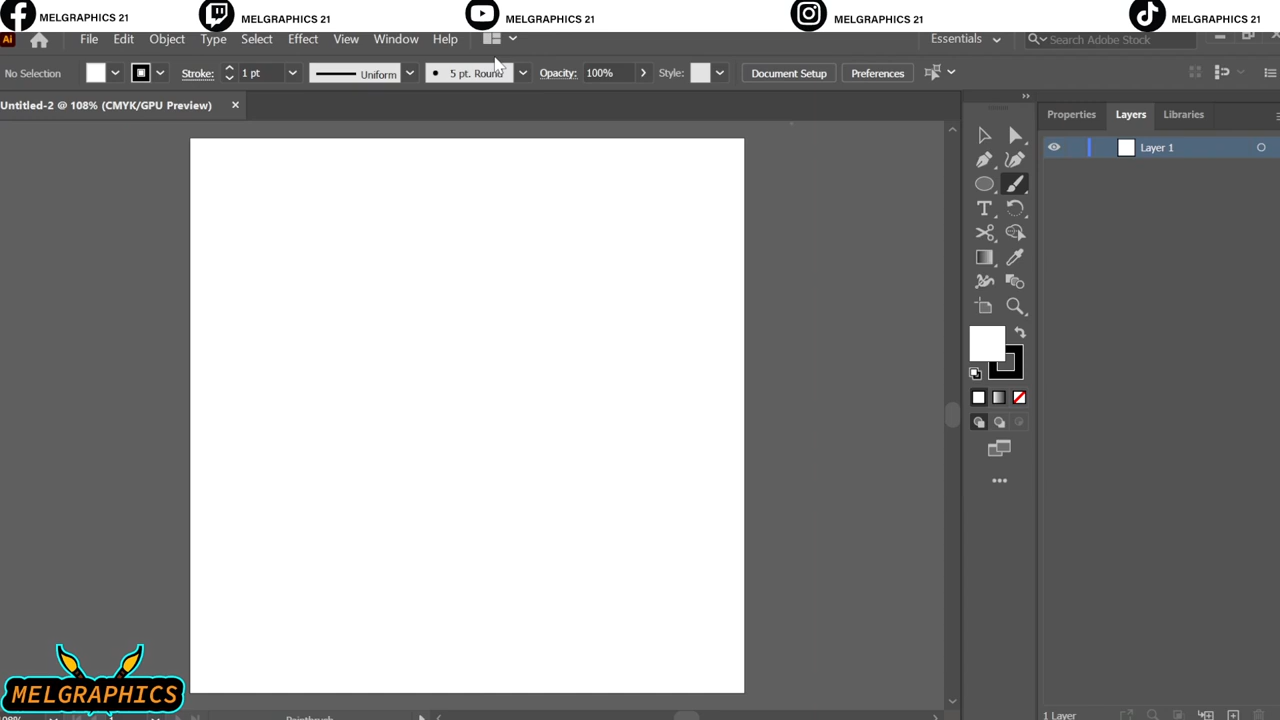 MELGRAPHICS 21 MELGRAPHICS 21 MELGRAPHICS 21 MELGRAPHICS 21 MELGRAPHICS 21
Ai File Edit Object Type Select Effect View Window Help Essentials Search Adobe Stock
No Selection Stroke: 1 pt Uniform 5 pt. Round Opacity: 100% Style: Document Setup Preferences
Untitled-2 @ 108% (CMYK/GPU Preview)
Properties Layers Libraries
Layer 1
MELGRAPHICS
Paintbrush
1 Layer